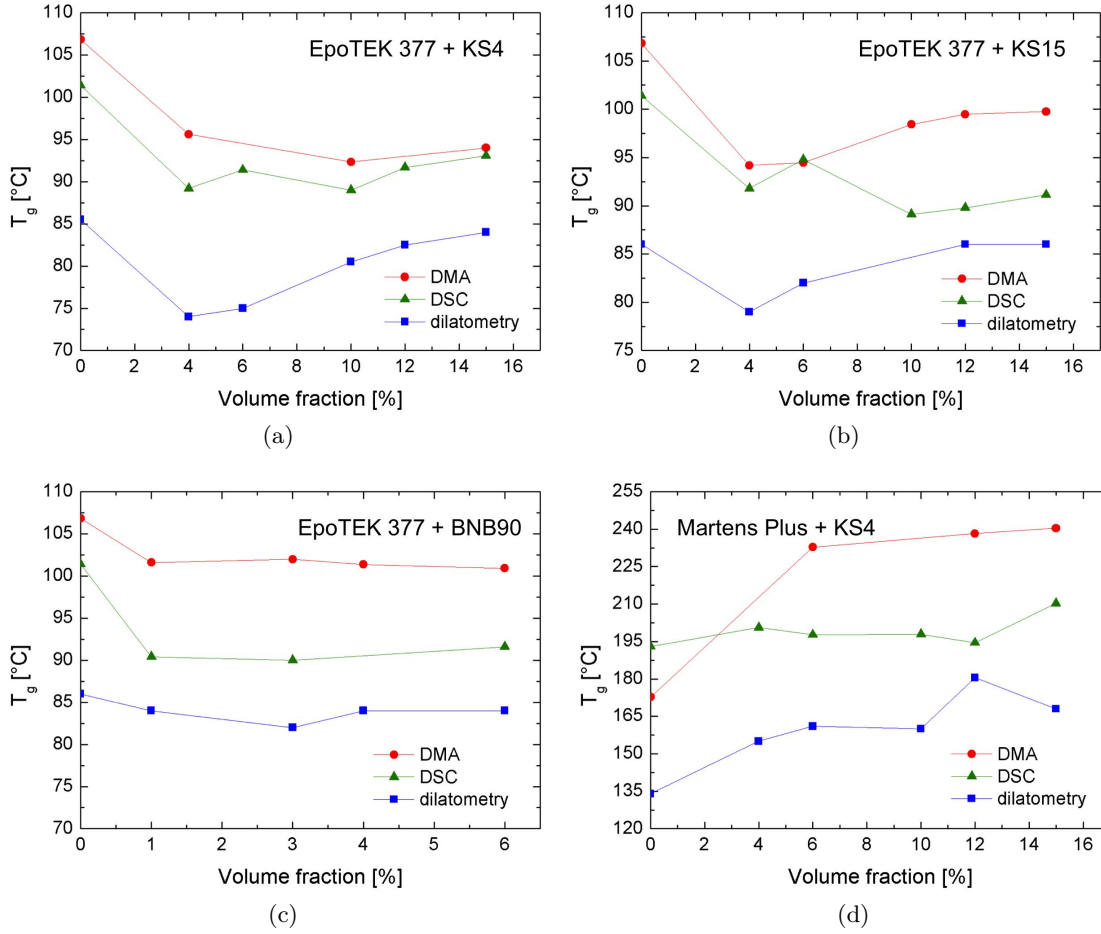 EpoTEK 377 + KS4
T_g [°C]
110
105
100
95
90
85
80
75
70
DMA
DSC
dilatometry
0 2 4 6 8 10 12 14 16
Volume fraction [%]
(a)
EpoTEK 377 + KS15
T_g [°C]
110
105
100
95
90
85
80
75
DMA
DSC
dilatometry
0 2 4 6 8 10 12 14 16
Volume fraction [%]
(b)
EpoTEK 377 + BNB90
T_g [°C]
110
105
100
95
90
85
80
75
70
DMA
DSC
dilatometry
0 1 2 3 4 5 6
Volume fraction [%]
(c)
Martens Plus + KS4
T_g [°C]
255
240
225
210
195
180
165
150
135
120
DMA
DSC
dilatometry
0 2 4 6 8 10 12 14 16
Volume fraction [%]
(d)